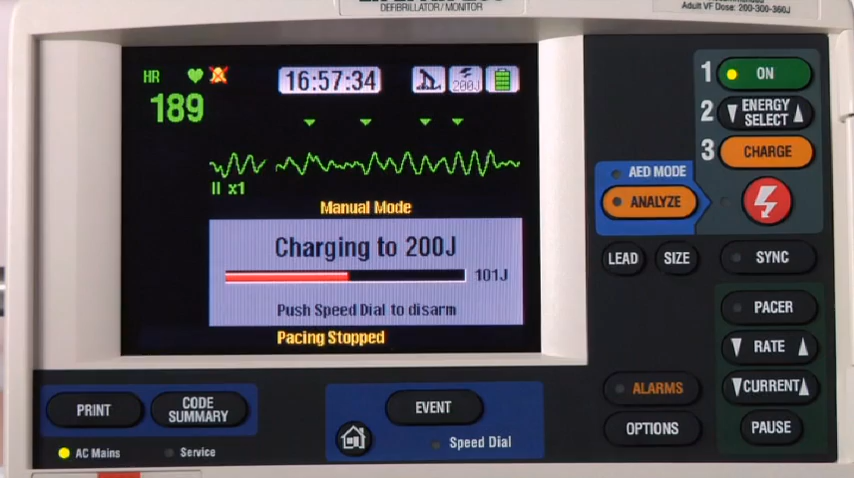 DEFIBRILLATOR/MONITOR
Adult VF Dose: 200-300-360J
HR
189
16:57:34
200J
II x1
Manual Mode
Charging to 200J
101J
Push Speed Dial to disarm
Pacing Stopped
1 ON
2 ENERGY SELECT
3 CHARGE
AED MODE
ANALYZE
LEAD
SIZE
SYNC
PACER
RATE
CURRENT
PAUSE
ALARMS
OPTIONS
PRINT
CODE
SUMMARY
EVENT
AC Mains
Service
Speed Dial